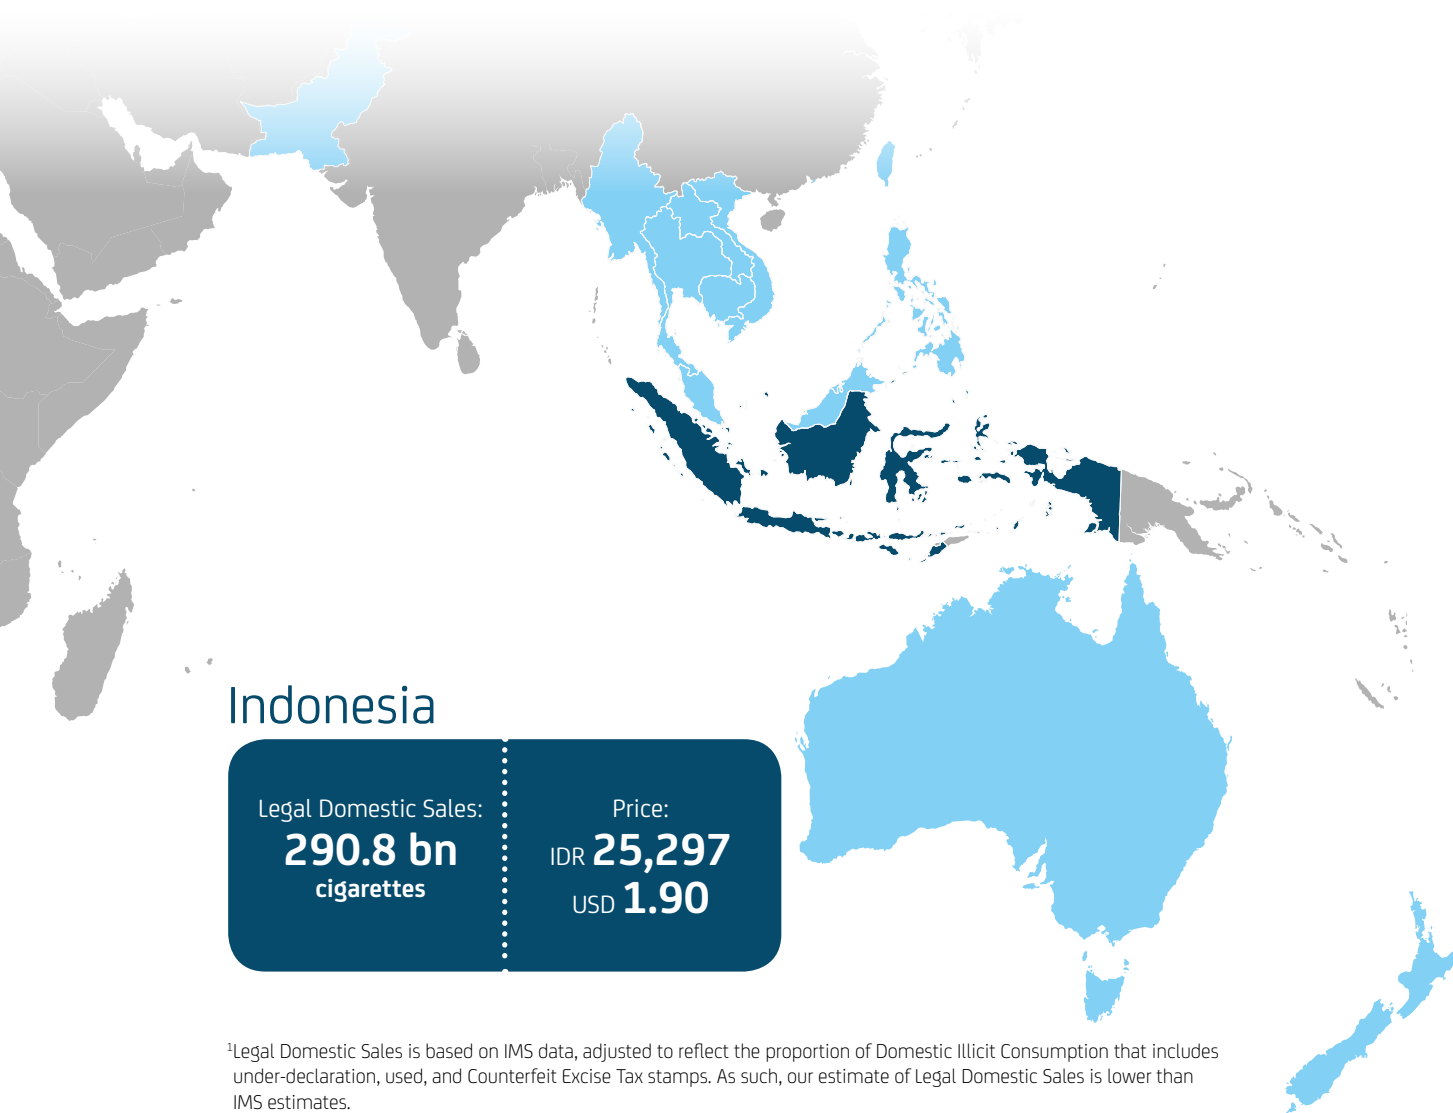 Indonesia
Legal Domestic Sales:
290.8 bn
cigarettes
Price:
IDR 25,297
USD 1.90
¹Legal Domestic Sales is based on IMS data, adjusted to reflect the proportion of Domestic Illicit Consumption that includes
under-declaration, used, and Counterfeit Excise Tax stamps. As such, our estimate of Legal Domestic Sales is lower than
IMS estimates.